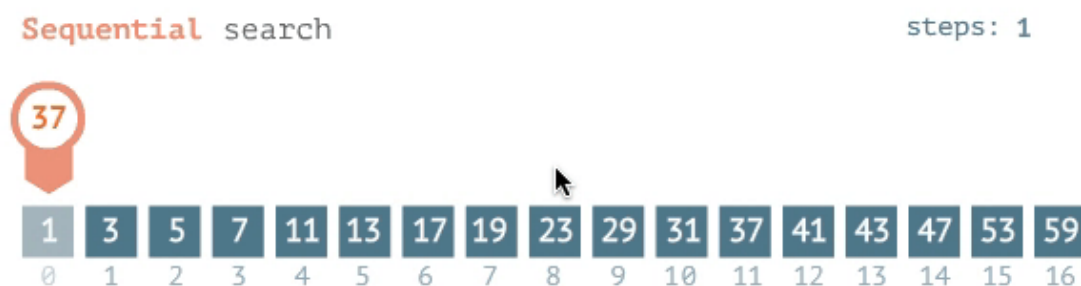 Sequential search
steps: 1
37
1 3 5 7 11 13 17 19 23 29 31 37 41 43 47 53 59
0 1 2 3 4 5 6 7 8 9 10 11 12 13 14 15 16